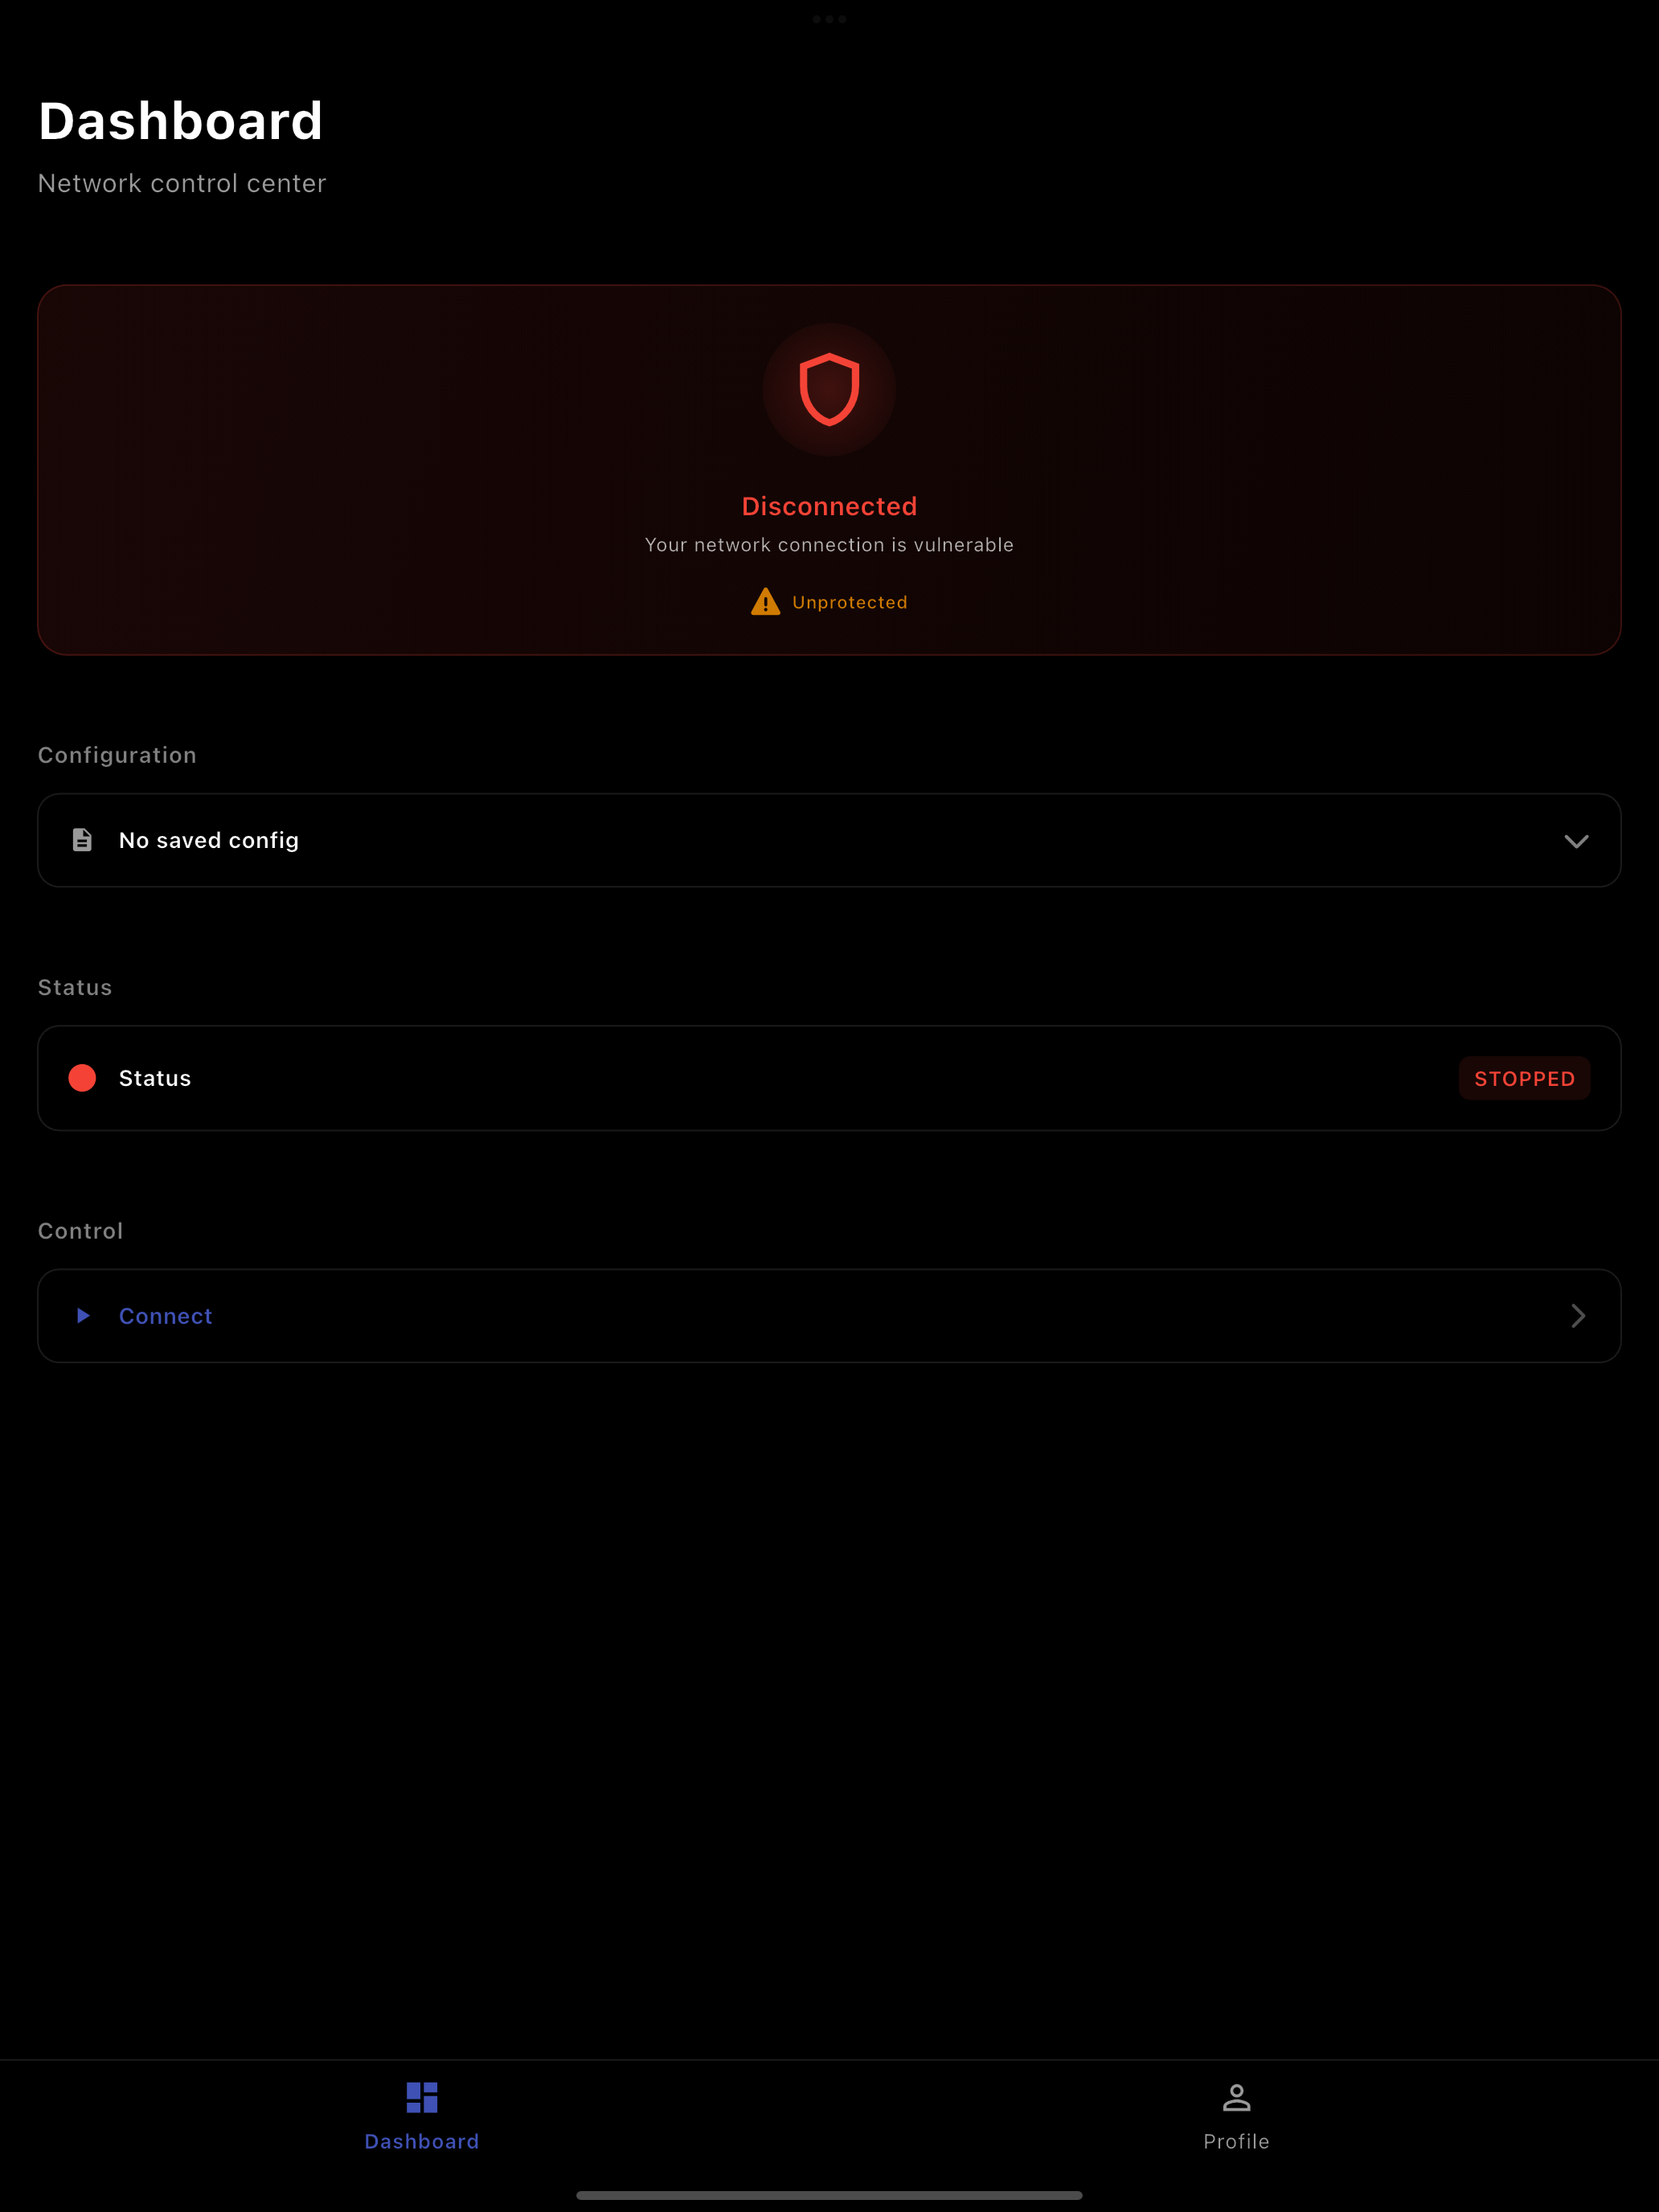 Dashboard
Network control center
Disconnected
Your network connection is vulnerable
Unprotected
Configuration
No saved config
Status
Status
STOPPED
Control
Connect
Dashboard
Profile